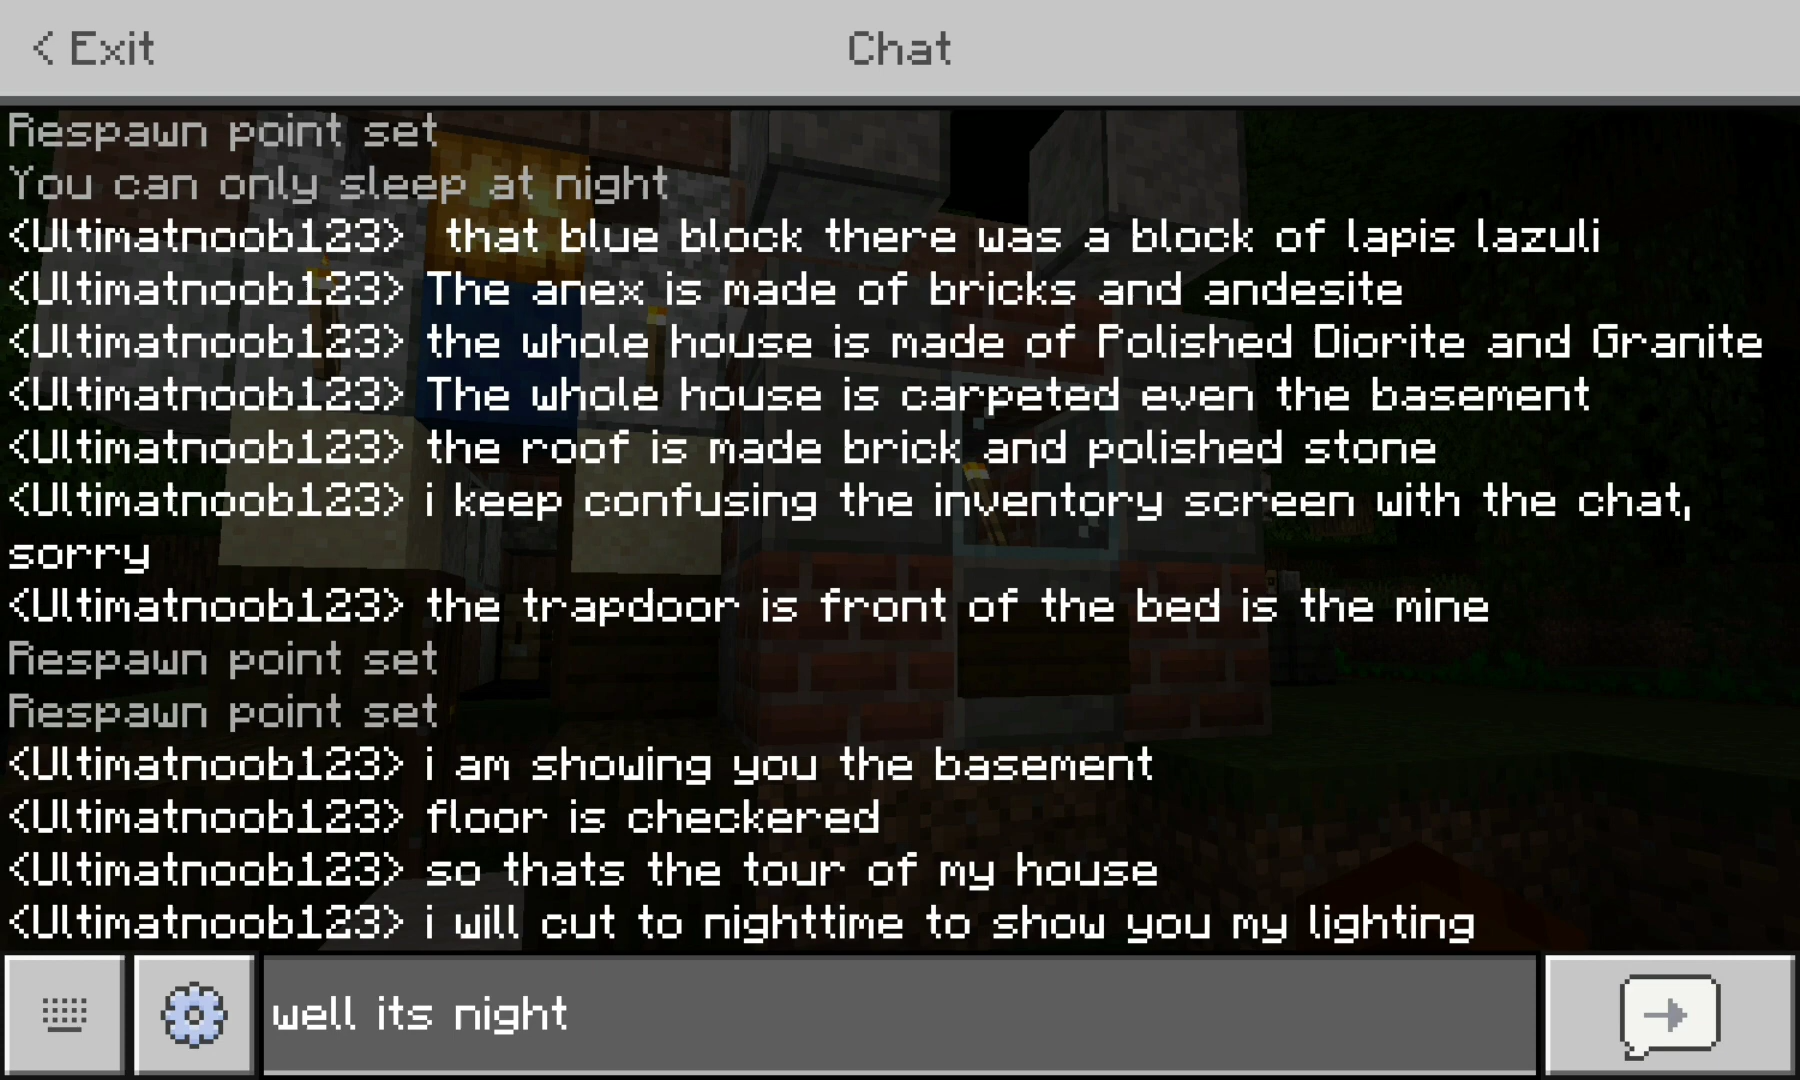 < Exit
Chat
Respawn point set
You can only sleep at night
<Ultimatnoob123>  that blue block there was a block of lapis lazuli
<Ultimatnoob123> The anex is made of bricks and andesite
<Ultimatnoob123> the whole house is made of Polished Diorite and Granite
<Ultimatnoob123> The whole house is carpeted even the basement
<Ultimatnoob123> the roof is made brick and polished stone
<Ultimatnoob123> i keep confusing the inventory screen with the chat,
sorry
<Ultimatnoob123> the trapdoor is front of the bed is the mine
Respawn point set
Respawn point set
<Ultimatnoob123> i am showing you the basement
<Ultimatnoob123> floor is checkered
<Ultimatnoob123> so thats the tour of my house
<Ultimatnoob123> i will cut to nighttime to show you my lighting
well its night